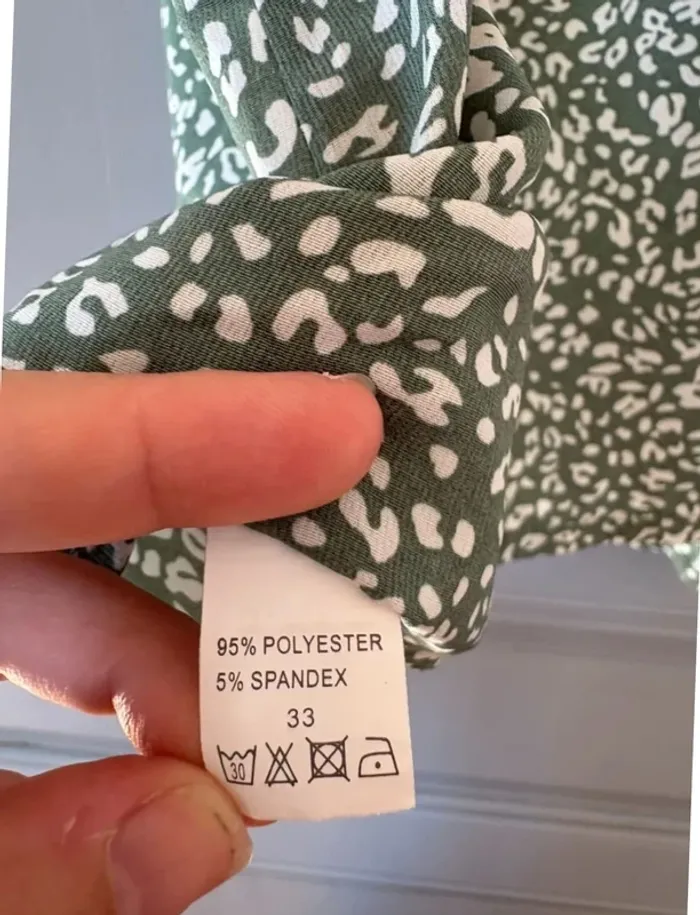 95% POLYESTER
5% SPANDEX
33
30